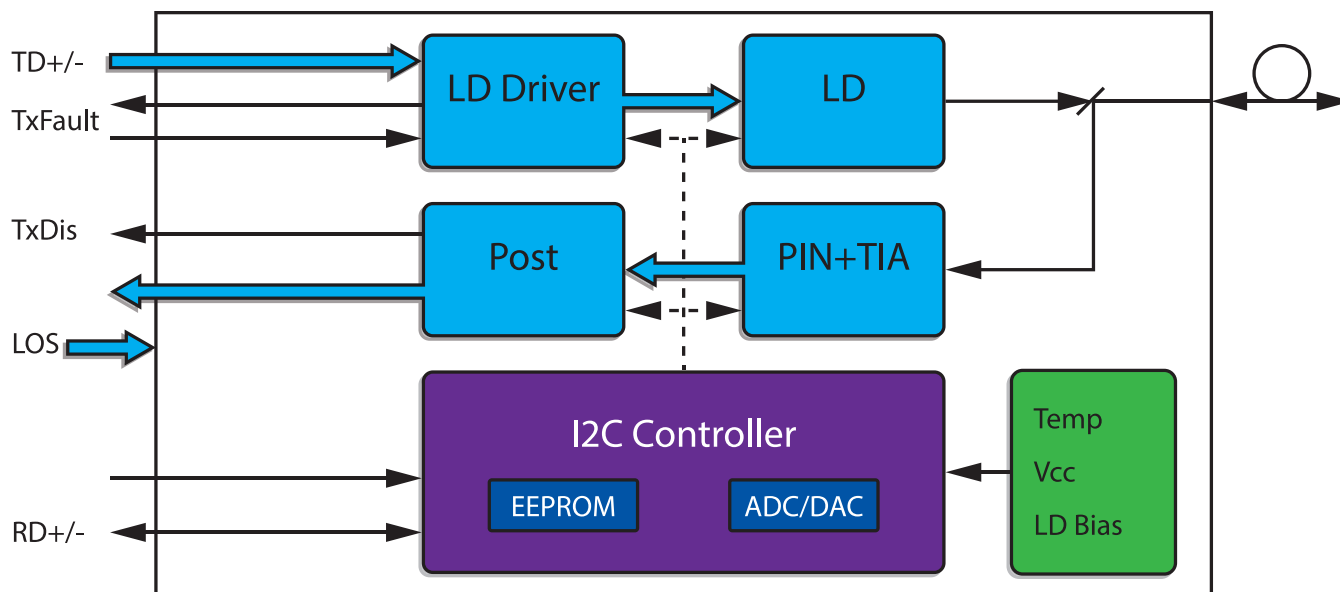 TD+/-
LD Driver
LD
TxFault
TxDis
Post
PIN+TIA
LOS
I2C Controller
EEPROM
ADC/DAC
Temp
Vcc
LD Bias
RD+/-